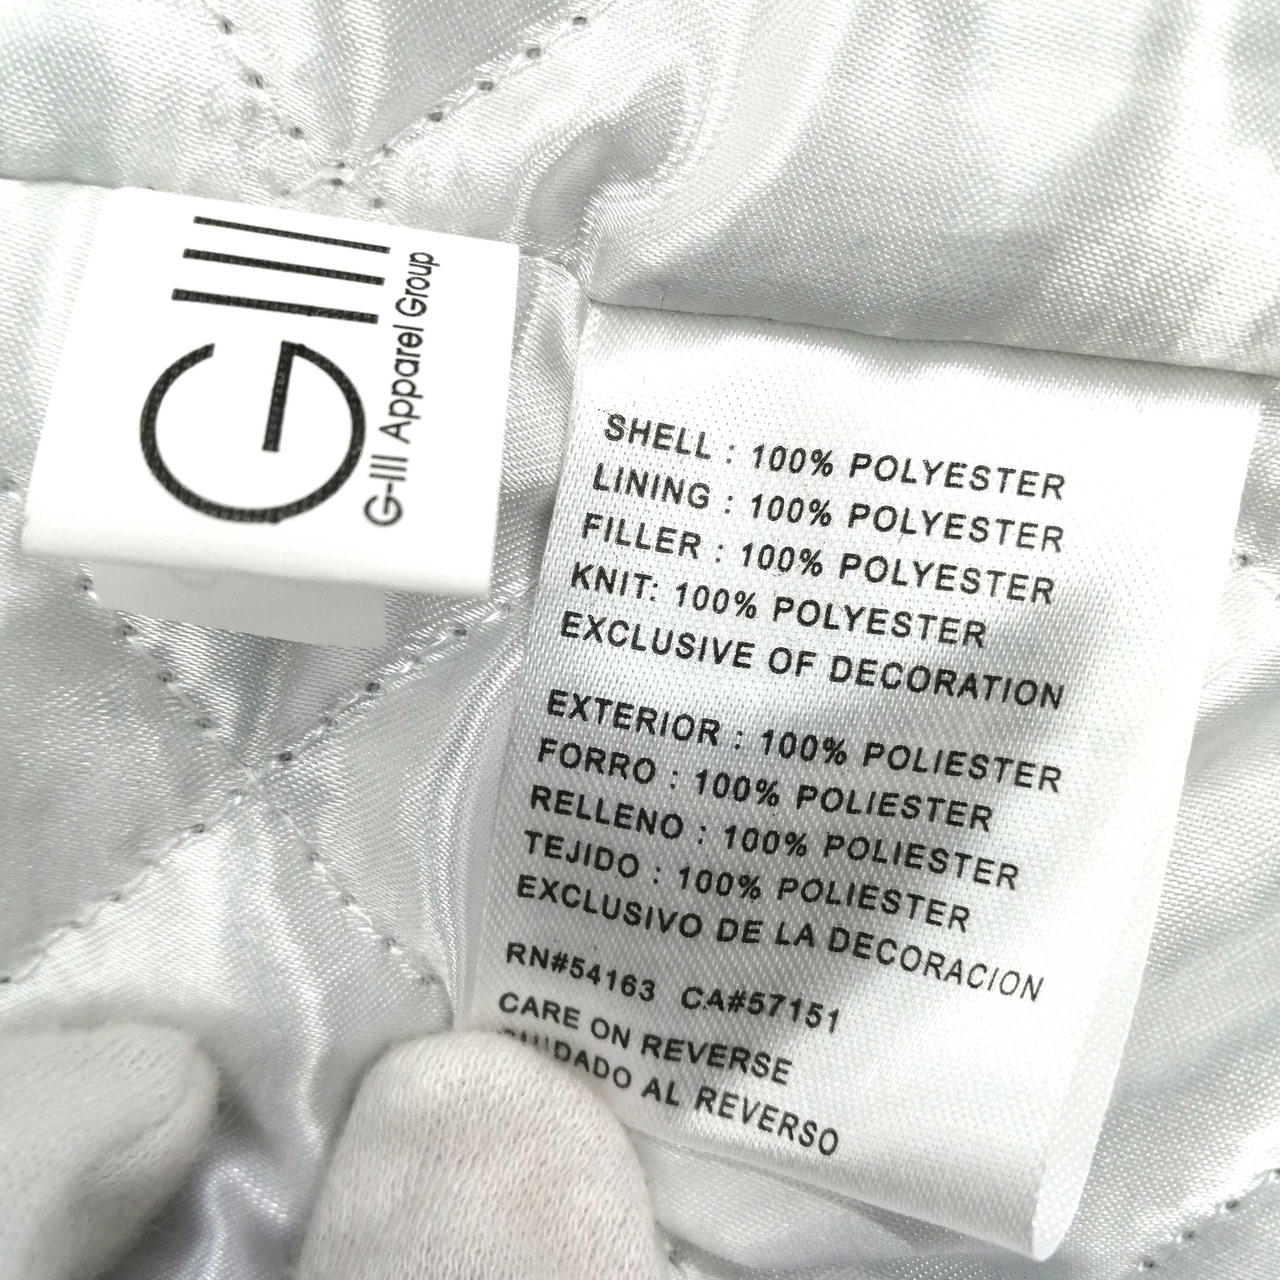 GIII
G-III Apparel Group
SHELL : 100% POLYESTER
LINING : 100% POLYESTER
FILLER : 100% POLYESTER
KNIT: 100% POLYESTER
EXCLUSIVE OF DECORATION
EXTERIOR : 100% POLIESTER
FORRO : 100% POLIESTER
RELLENO : 100% POLIESTER
TEJIDO : 100% POLIESTER
EXCLUSIVO DE LA DECORACION
RN#54163 CA#57151
CARE ON REVERSE
CUIDADO AL REVERSO